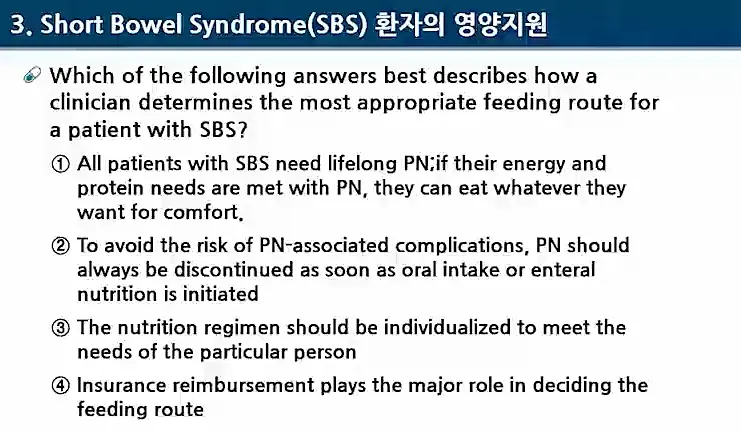 3. Short Bowel Syndrome(SBS) 환자의 영양지원
Which of the following answers best describes how a
clinician determines the most appropriate feeding route for
a patient with SBS?
① All patients with SBS need lifelong PN;if their energy and
protein needs are met with PN, they can eat whatever they
want for comfort.
② To avoid the risk of PN-associated complications, PN should
always be discontinued as soon as oral intake or enteral
nutrition is initiated
③ The nutrition regimen should be individualized to meet the
needs of the particular person
④ Insurance reimbursement plays the major role in deciding the
feeding route